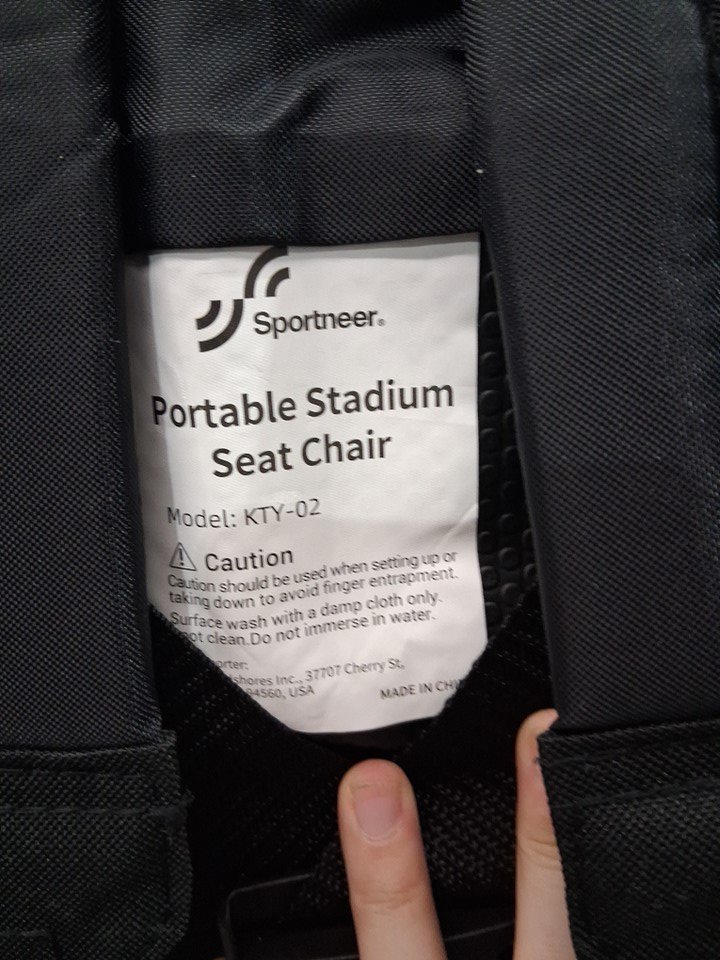 Sportneer®
Portable Stadium
Seat Chair
Model: KTY-02
Caution
Caution should be used when setting up or
taking down to avoid finger entrapment.
Surface wash with a damp cloth only.
not clean.Do not immerse in water.
Inc., 37707 Cherry St,
94560, USA
MADE IN